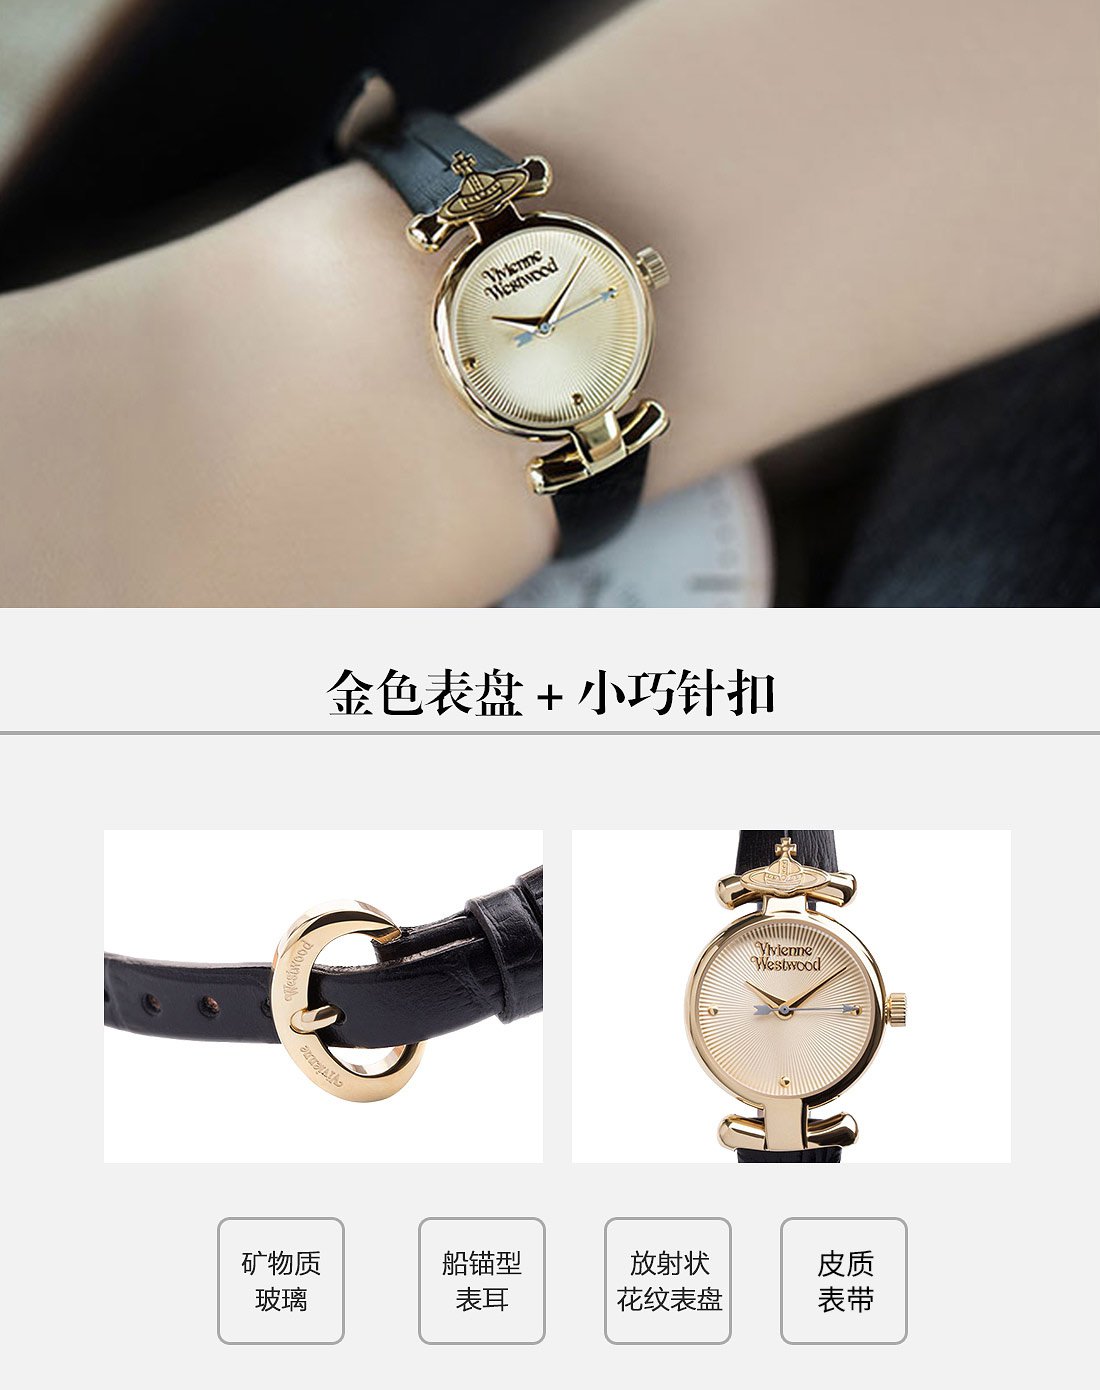 Vivienne
Westwood
金色表盘 + 小巧针扣
Westwood
Vivienne
Vivienne
Westwood
矿物质
玻璃
船锚型
表耳
放射状
花纹表盘
皮质
表带